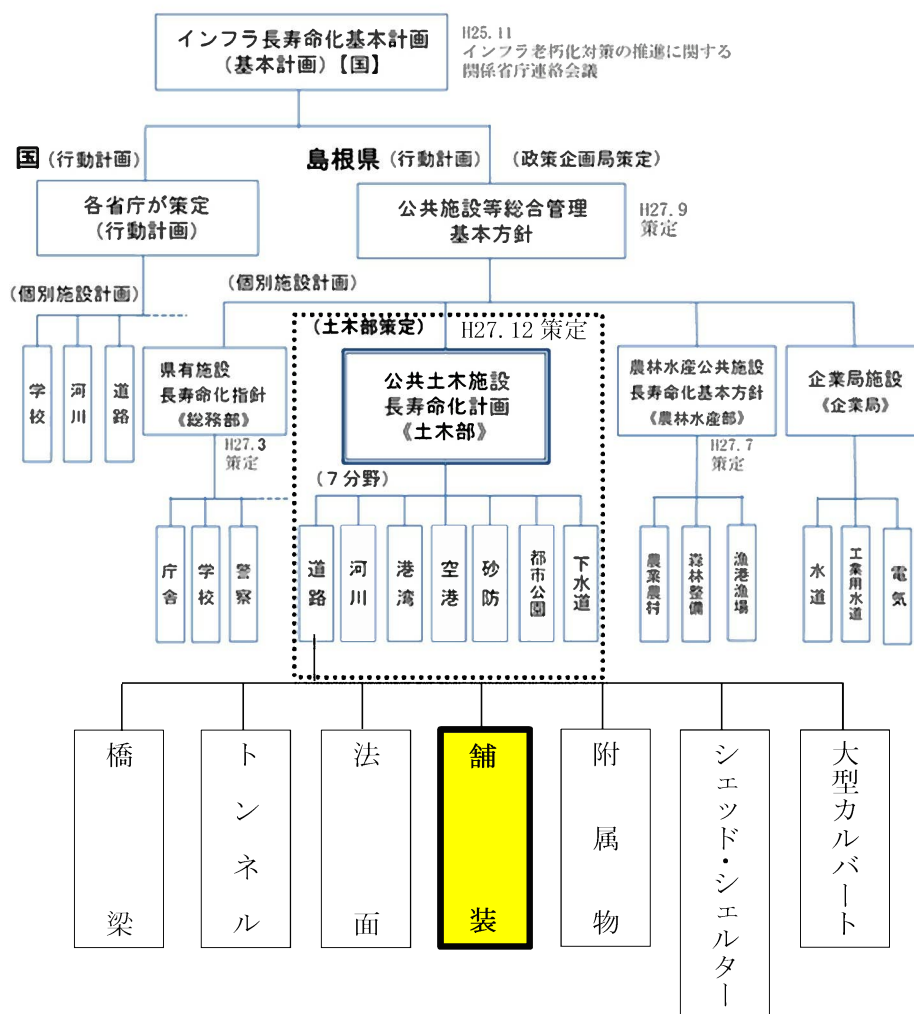 インフラ長寿命化基本計画
(基本計画)【国】
H25.11
インフラ老朽化対策の推進に関する
関係省庁連絡会議
国 (行動計画)
島根県 (行動計画) (政策企画局策定)
各省庁が策定
(行動計画)
公共施設等総合管理
基本方針
H27.9
策定
(個別施設計画)
(個別施設計画)
学校
河川
道路
県有施設
長寿命化指針
《総務部》
H27.3
策定
庁舎
学校
警察
(土木部策定)
H27.12 策定
公共土木施設
長寿命化計画
《土木部》
(7分野)
道路
河川
港湾
空港
砂防
都市公園
下水道
農林水産公共施設
長寿命化基本方針
《農林水産部》
H27.7
策定
農業農村
森林整備
漁港漁場
企業局施設
《企業局》
水道
工業用水道
電気
橋梁
トンネル
法面
舗装
附属物
シェッド・シェルター
大型カルバート